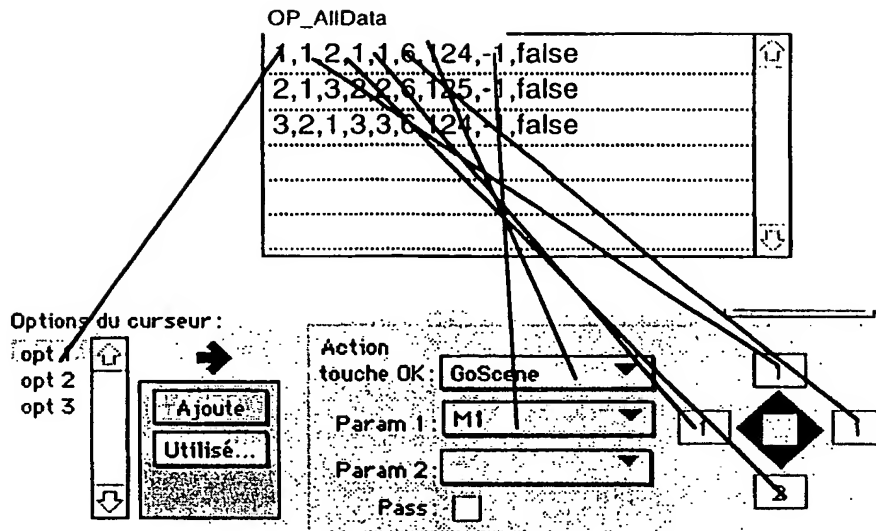 OP_AllData
1,1,2,1,1,6,124,-1,false
2,1,3,2,2,6,125,-1,false
3,2,1,3,3,6,124,-1,false
Options du curseur :
opt 1
opt 2
opt 3
Ajoute
Utilisé...
Action
touche OK : GoScene
Param 1 : M1
Param 2 :
Pass :
1
1
1
2